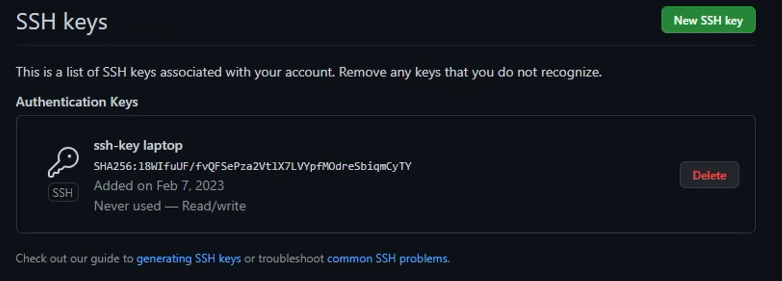 SSH keys
New SSH key
This is a list of SSH keys associated with your account. Remove any keys that you do not recognize.
Authentication Keys
ssh-key laptop
SHA256:18WIfuUF/fvQFSePza2Vt1X7LVYpfMOdreSbiqmCyTY
Added on Feb 7, 2023
Never used — Read/write
SSH
Delete
Check out our guide to generating SSH keys or troubleshoot common SSH problems.